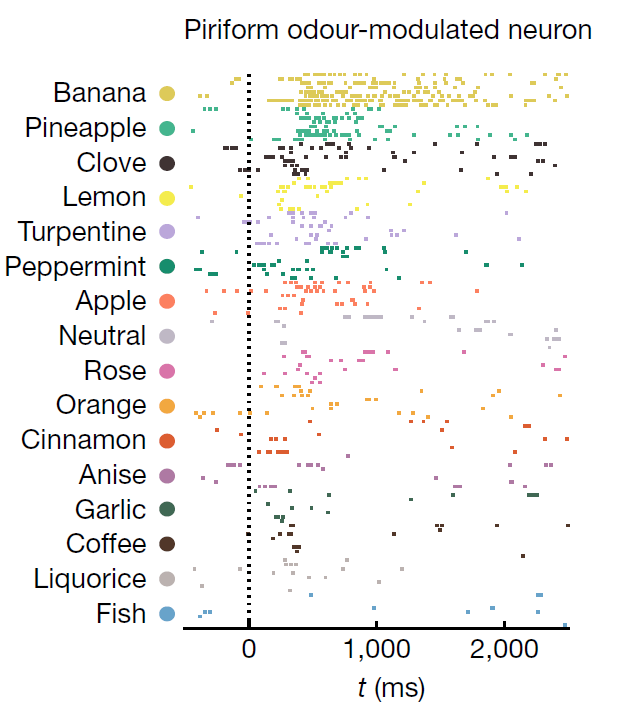 Piriform odour-modulated neuron
Banana
Pineapple
Clove
Lemon
Turpentine
Peppermint
Apple
Neutral
Rose
Orange
Cinnamon
Anise
Garlic
Coffee
Liquorice
Fish
0 1,000 2,000
t (ms)